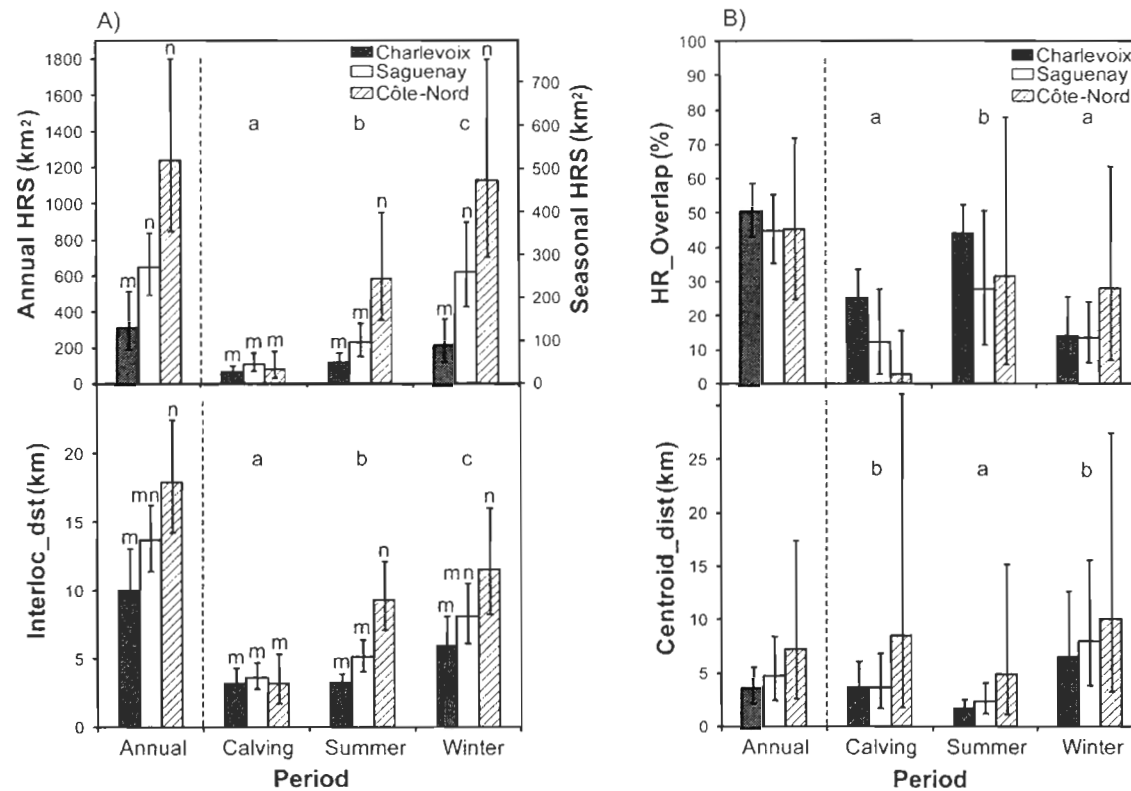 A)
Annual HRS (km²)
1800
1600
1400
1200
1000
800
600
400
200
0
Charlevoix
Saguenay
Côte-Nord
n
n
a
b
c
n
n
n
m
m
m m m
m
m
m
700
600
500
400
300
200
100
0
Seasonal HRS (km²)
Interloc_dst (km)
20
15
10
5
0
n
mn
m
a
b
c
n
n
mn
m
m m m
m
m
Annual Calving Summer Winter
Period
B)
HR_Overlap (%)
100
90
80
70
60
50
40
30
20
10
0
Charlevoix
Saguenay
Côte-Nord
a
b
a
Centroid_dist (km)
25
20
15
10
5
0
b
a
b
Annual Calving Summer Winter
Period